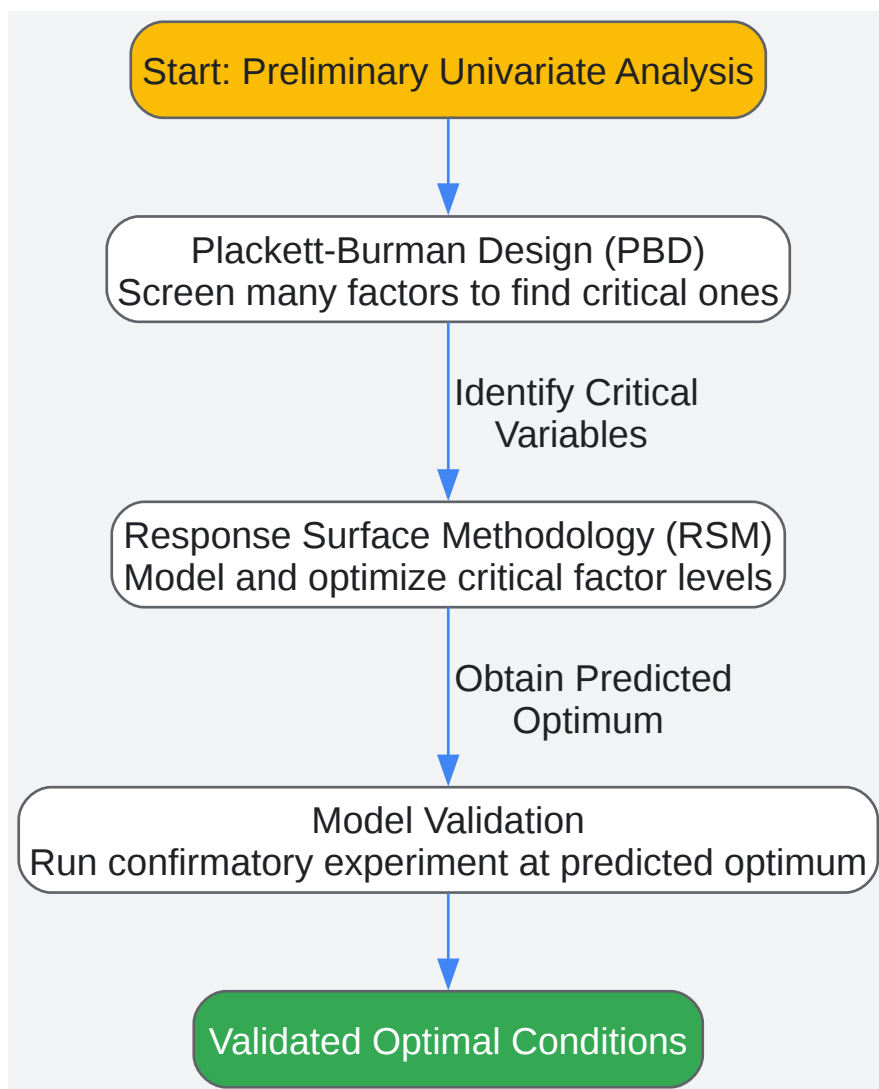 Start: Preliminary Univariate Analysis
Plackett-Burman Design (PBD)
Screen many factors to find critical ones
Identify Critical
Variables
Response Surface Methodology (RSM)
Model and optimize critical factor levels
Obtain Predicted
Optimum
Model Validation
Run confirmatory experiment at predicted optimum
Validated Optimal Conditions